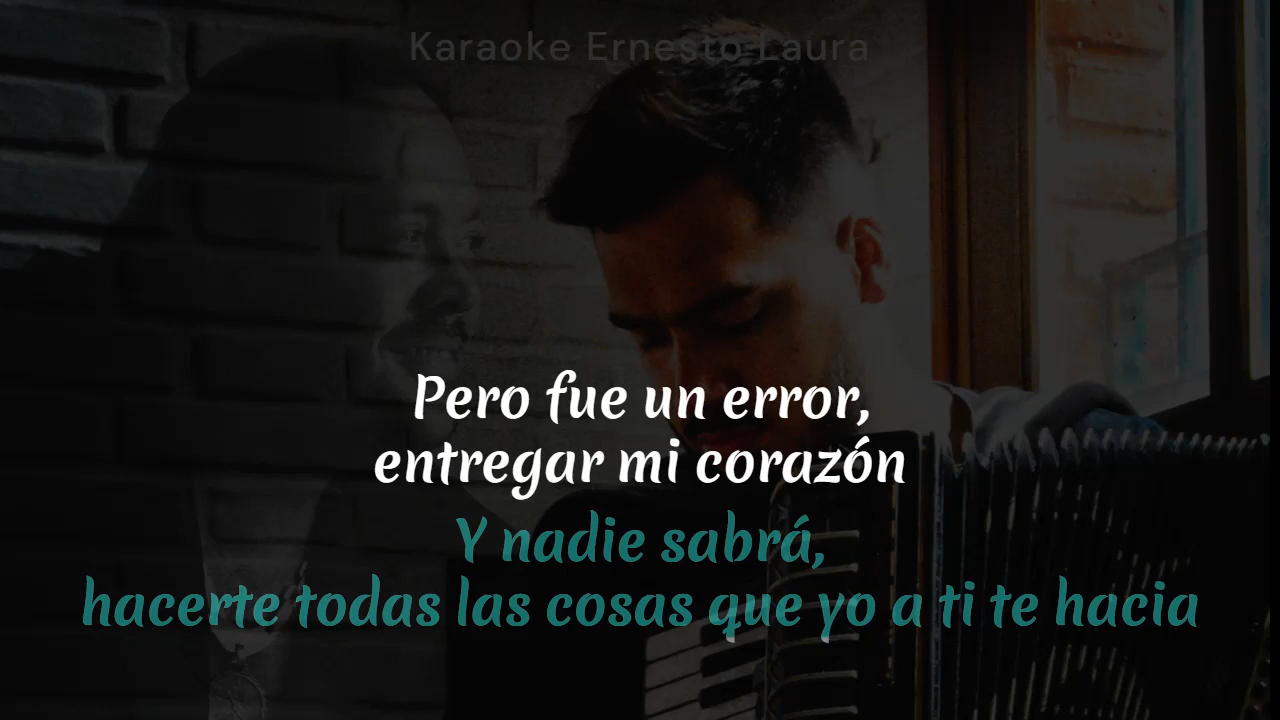 Karaoke Ernesto Laura
Pero fue un error,
entregar mi corazón
Y nadie sabrá,
hacerte todas las cosas que yo a ti te hacia